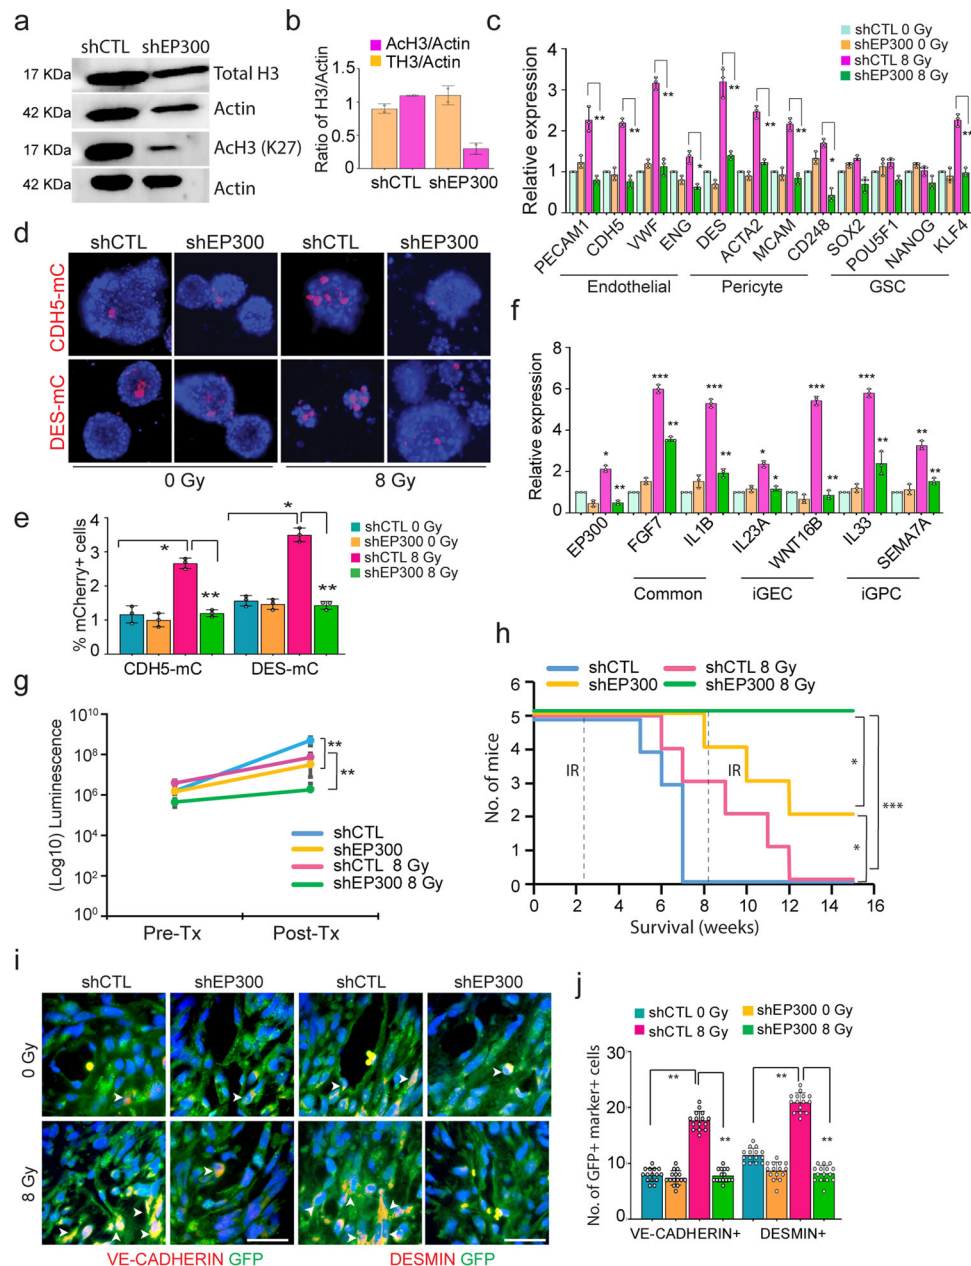 a
shCTL shEP300
17 KDa
Total H3
42 KDa
Actin
17 KDa
AcH3 (K27)
42 KDa
Actin
b
AcH3/Actin
TH3/Actin
Ratio of H3/Actin
2
1.5
1
0.5
0
shCTL shEP300
c
shCTL 0 Gy
shEP300 0 Gy
shCTL 8 Gy
shEP300 8 Gy
Relative expression
4
3
2
1
0
** ** ** * ** ** ** * **
PECAM1 CDH5 VWF ENG DES ACTA2 MCAM CD248 SOX2 POU5F1 NANOG KLF4
Endothelial Pericyte GSC
d
shCTL shEP300 shCTL shEP300
CDH5-mC
DES-mC
0 Gy 8 Gy
e
% mCherry+ cells
4
3
2
1
0
* ** * **
shCTL 0 Gy
shEP300 0 Gy
shCTL 8 Gy
shEP300 8 Gy
CDH5-mC DES-mC
f
Relative expression
8
6
4
2
0
* ** *** ** *** ** * * *** ** *** ** ** **
EP300 FGF7 IL1B IL23A WNT16B IL33 SEMA7A
Common iGEC iGPC
g
(Log10) Luminescence
10^10
10^8
10^6
10^4
10^2
10^0
**
**
shCTL
shEP300
shCTL 8 Gy
shEP300 8 Gy
Pre-Tx Post-Tx
h
shCTL shCTL 8 Gy
shEP300 shEP300 8 Gy
No. of mice
6
5
4
3
2
1
0
IR IR
*
***
*
0 2 4 6 8 10 12 14 16
Survival (weeks)
i
shCTL shEP300 shCTL shEP300
0 Gy
8 Gy
VE-CADHERIN GFP DESMIN GFP
j
shCTL 0 Gy shEP300 0 Gy
shCTL 8 Gy shEP300 8 Gy
No. of GFP+ marker+ cells
30
20
10
0
** ** ** **
VE-CADHERIN+ DESMIN+